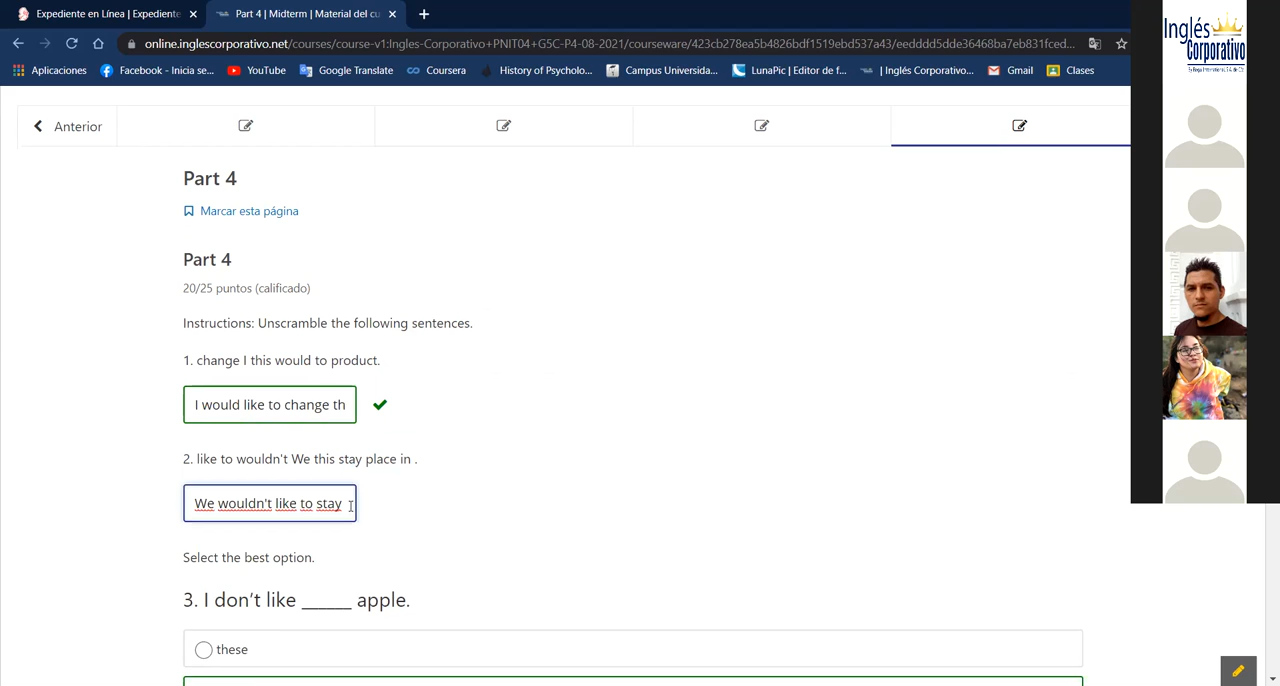 Expediente en Línea | Expediente
Part 4 | Midterm | Material del cu
online.inglescorporativo.net/courses/course-v1:Ingles-Corporativo+PNIT04+G5C-P4-08-2021/courseware/423cb278ea5b4826bdf1519ebd537a43/eedddd5dde36468ba7eb831fced...
Aplicaciones
Facebook - Inicia se...
YouTube
Google Translate
Coursera
History of Psycholo...
Campus Universida...
LunaPic | Editor de f...
| Inglés Corporativo...
Gmail
Clases
Inglés
Corporativo
Anterior
Part 4
Marcar esta página
Part 4
20/25 puntos (calificado)
Instructions: Unscramble the following sentences.
1. change I this would to product.
I would like to change th
2. like to wouldn't We this stay place in .
We wouldn't like to stay
Select the best option.
3. I don't like ______ apple.
these